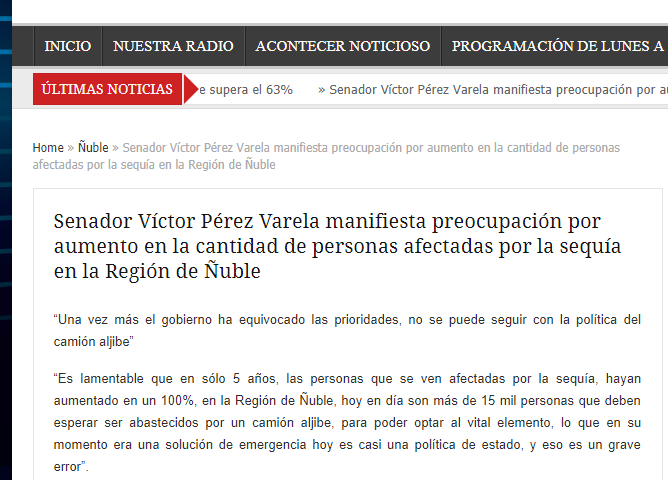 INICIO NUESTRA RADIO ACONTECER NOTICIOSO PROGRAMACIÓN DE LUNES A
ÚLTIMAS NOTICIAS e supera el 63% » Senador Víctor Pérez Varela manifiesta preocupación por au
Home » Ñuble » Senador Víctor Pérez Varela manifiesta preocupación por aumento en la cantidad de personas
afectadas por la sequía en la Región de Ñuble
Senador Víctor Pérez Varela manifiesta preocupación por
aumento en la cantidad de personas afectadas por la sequía
en la Región de Ñuble
“Una vez más el gobierno ha equivocado las prioridades, no se puede seguir con la política del
camión aljibe”
“Es lamentable que en sólo 5 años, las personas que se ven afectadas por la sequía, hayan
aumentado en un 100%, en la Región de Ñuble, hoy en día son más de 15 mil personas que deben
esperar ser abastecidos por un camión aljibe, para poder optar al vital elemento, lo que en su
momento era una solución de emergencia hoy es casi una política de estado, y eso es un grave
error”.